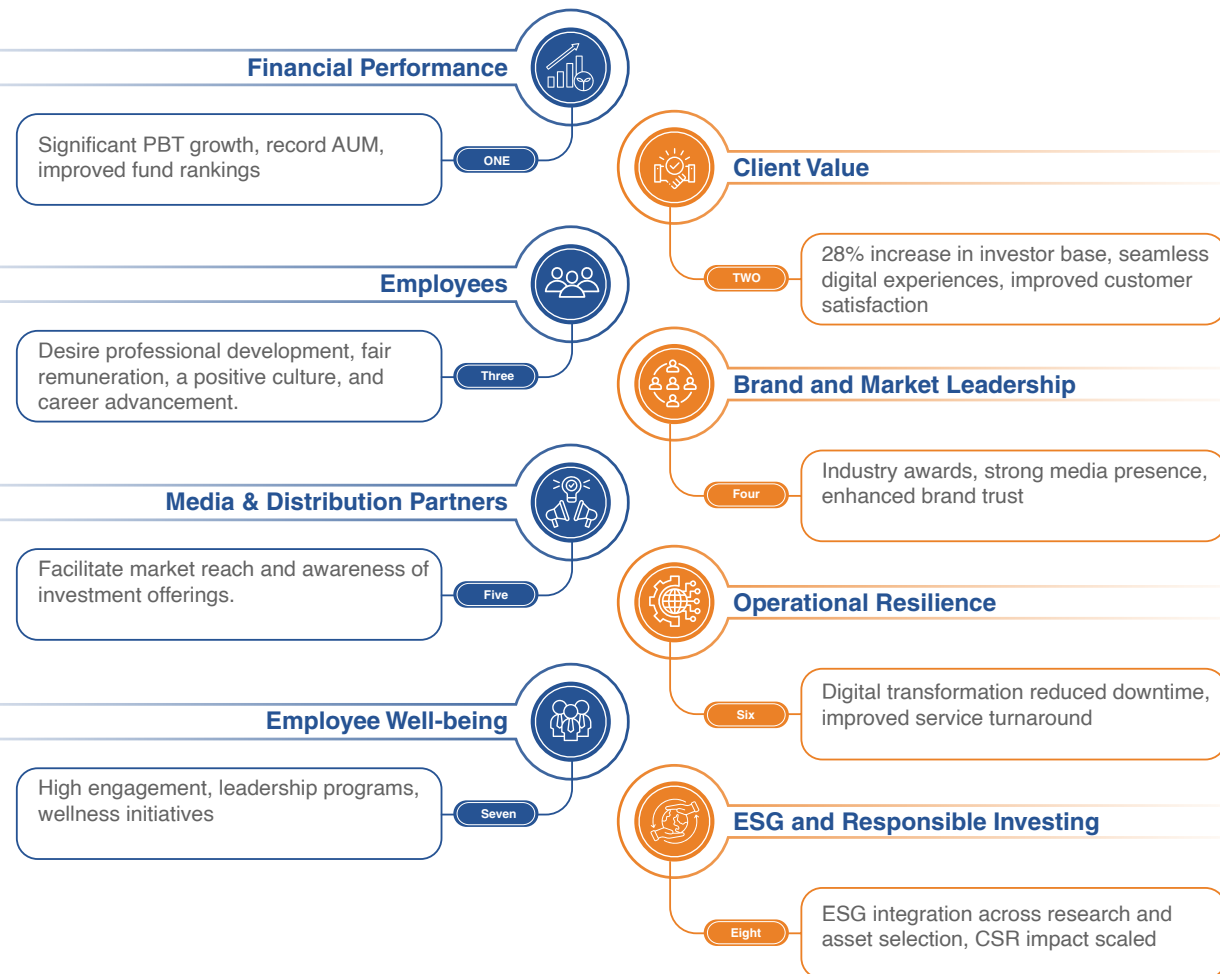 Financial Performance
Significant PBT growth, record AUM,
improved fund rankings
ONE
Client Value
28% increase in investor base, seamless
digital experiences, improved customer
satisfaction
TWO
Employees
Desire professional development, fair
remuneration, a positive culture, and
career advancement.
Three
Brand and Market Leadership
Industry awards, strong media presence,
enhanced brand trust
Four
Media & Distribution Partners
Facilitate market reach and awareness of
investment offerings.
Five
Operational Resilience
Digital transformation reduced downtime,
improved service turnaround
Six
Employee Well-being
High engagement, leadership programs,
wellness initiatives
Seven
ESG and Responsible Investing
ESG integration across research and
asset selection, CSR impact scaled
Eight